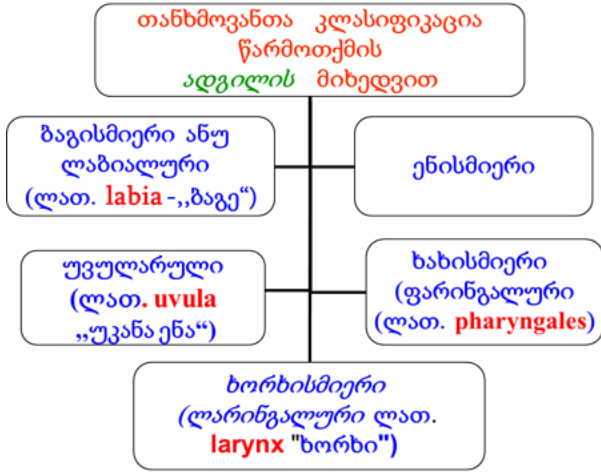 თანხმოვანთა კლასიფიკაცია
წარმოთქმის
ადგილის მიხედვით
ბაგისმიერი ანუ
ლაბიალური
(ლათ. labia -,,ბაგე“)
ენისმიერი
უვულარული
(ლათ. uvula
„უკანა ენა“)
ხახისმიერი
(ფარინგალური
(ლათ. pharyngales)
ხორხისმიერი
(ლარინგალური ლათ.
larynx "ხორხი")